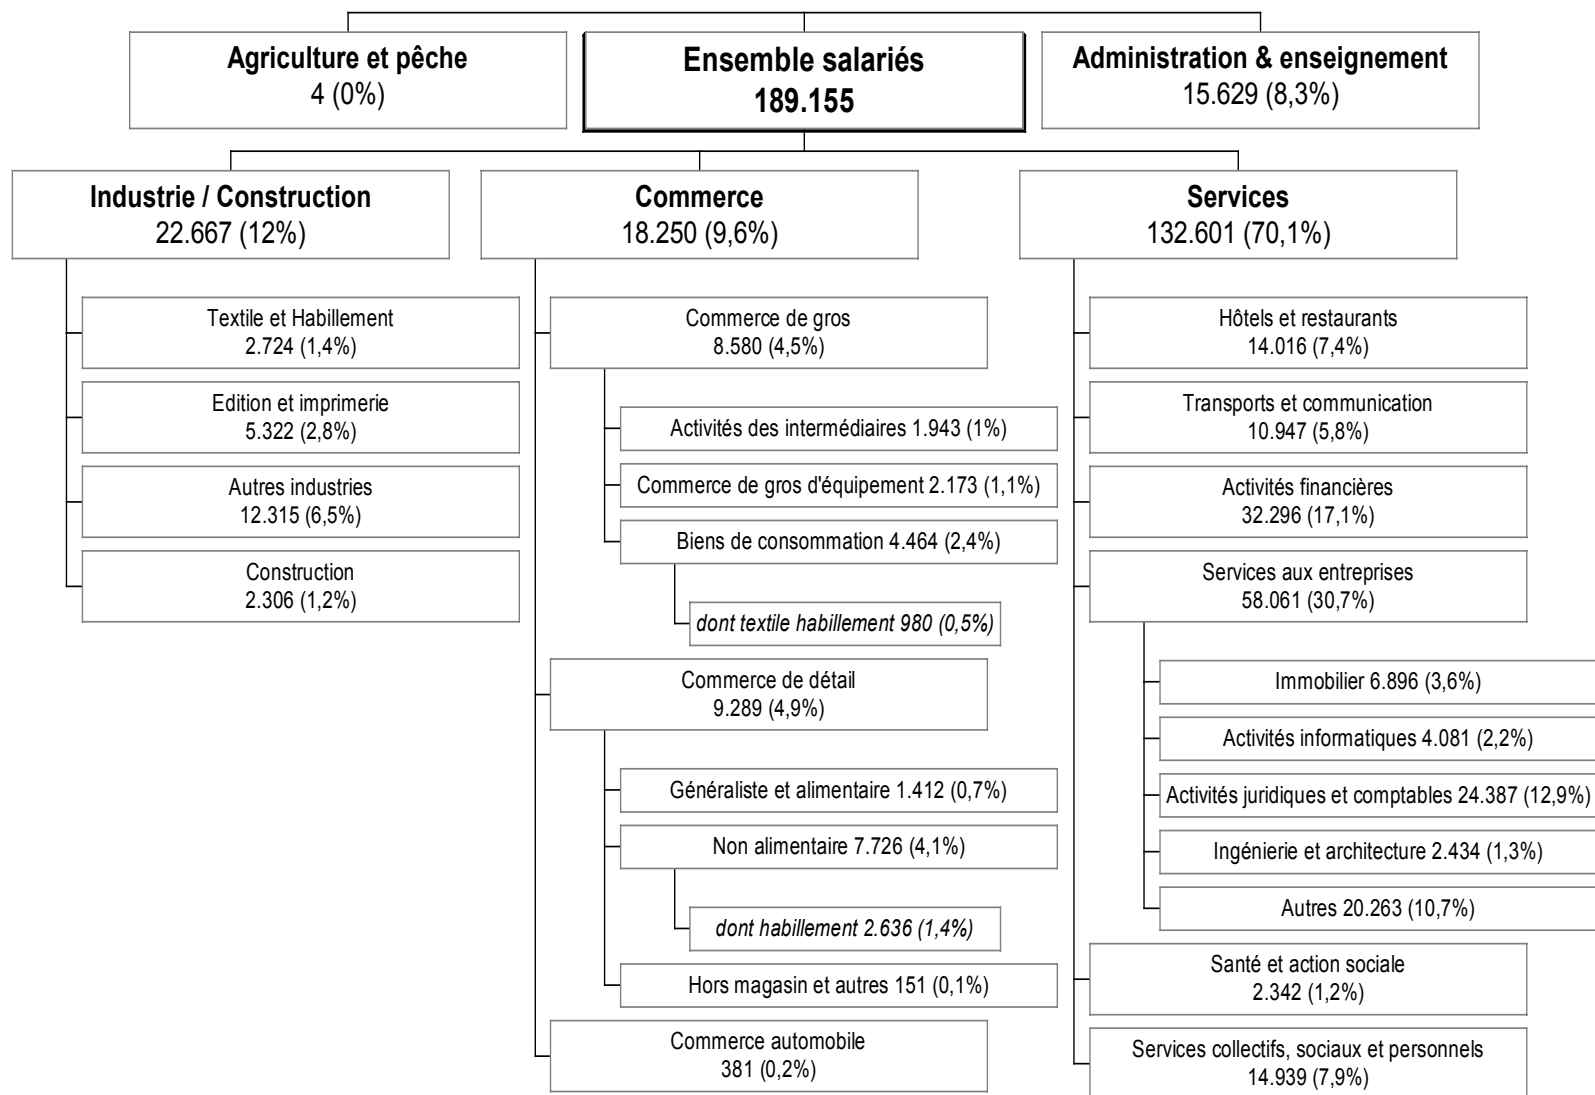 Agriculture et pêche
4 (0%)
Ensemble salariés
189.155
Administration & enseignement
15.629 (8,3%)
Industrie / Construction
22.667 (12%)
Commerce
18.250 (9,6%)
Services
132.601 (70,1%)
Textile et Habillement
2.724 (1,4%)
Edition et imprimerie
5.322 (2,8%)
Autres industries
12.315 (6,5%)
Construction
2.306 (1,2%)
Commerce de gros
8.580 (4,5%)
Activités des intermédiaires 1.943 (1%)
Commerce de gros d'équipement 2.173 (1,1%)
Biens de consommation 4.464 (2,4%)
dont textile habillement 980 (0,5%)
Commerce de détail
9.289 (4,9%)
Généraliste et alimentaire 1.412 (0,7%)
Non alimentaire 7.726 (4,1%)
dont habillement 2.636 (1,4%)
Hors magasin et autres 151 (0,1%)
Commerce automobile
381 (0,2%)
Hôtels et restaurants
14.016 (7,4%)
Transports et communication
10.947 (5,8%)
Activités financières
32.296 (17,1%)
Services aux entreprises
58.061 (30,7%)
Immobilier 6.896 (3,6%)
Activités informatiques 4.081 (2,2%)
Activités juridiques et comptables 24.387 (12,9%)
Ingénierie et architecture 2.434 (1,3%)
Autres 20.263 (10,7%)
Santé et action sociale
2.342 (1,2%)
Services collectifs, sociaux et personnels
14.939 (7,9%)